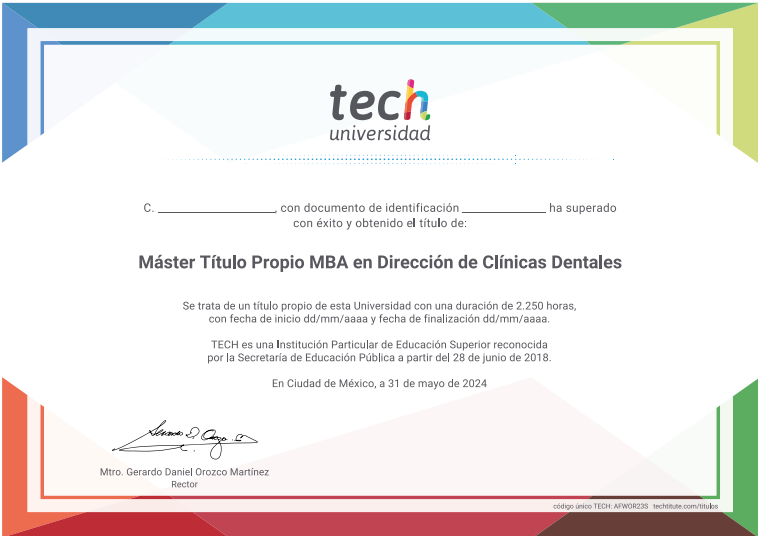 tech
universidad
C. ____________________, con documento de identificación ______________ ha superado
con éxito y obtenido el título de:
Máster Título Propio MBA en Dirección de Clínicas Dentales
Se trata de un título propio de esta Universidad con una duración de 2.250 horas,
con fecha de inicio dd/mm/aaaa y fecha de finalización dd/mm/aaaa.
TECH es una Institución Particular de Educación Superior reconocida
por la Secretaría de Educación Pública a partir del 28 de junio de 2018.
En Ciudad de México, a 31 de mayo de 2024
Mtro. Gerardo Daniel Orozco Martínez
Rector
código único TECH: AFWOR23S techtitute.com/titulos